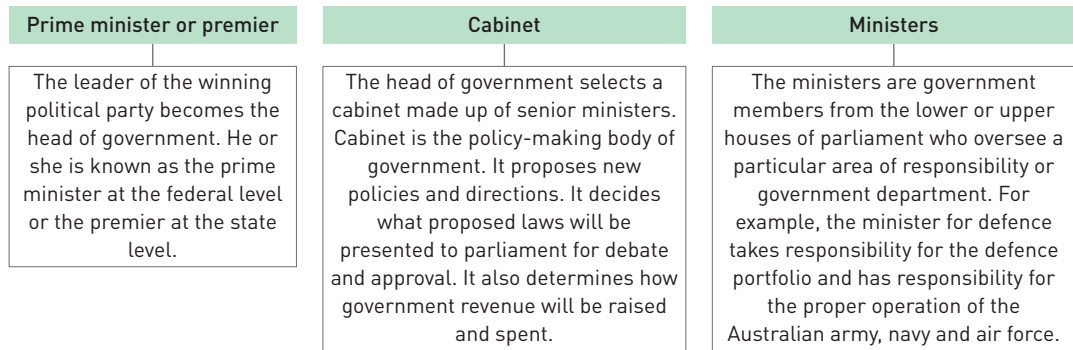 Prime minister or premier
The leader of the winning
political party becomes the
head of government. He or
she is known as the prime
minister at the federal level
or the premier at the state
level.
Cabinet
The head of government selects a
cabinet made up of senior ministers.
Cabinet is the policy-making body of
government. It proposes new
policies and directions. It decides
what proposed laws will be
presented to parliament for debate
and approval. It also determines how
government revenue will be raised
and spent.
Ministers
The ministers are government
members from the lower or upper
houses of parliament who oversee a
particular area of responsibility or
government department. For
example, the minister for defence
takes responsibility for the defence
portfolio and has responsibility for
the proper operation of the
Australian army, navy and air force.